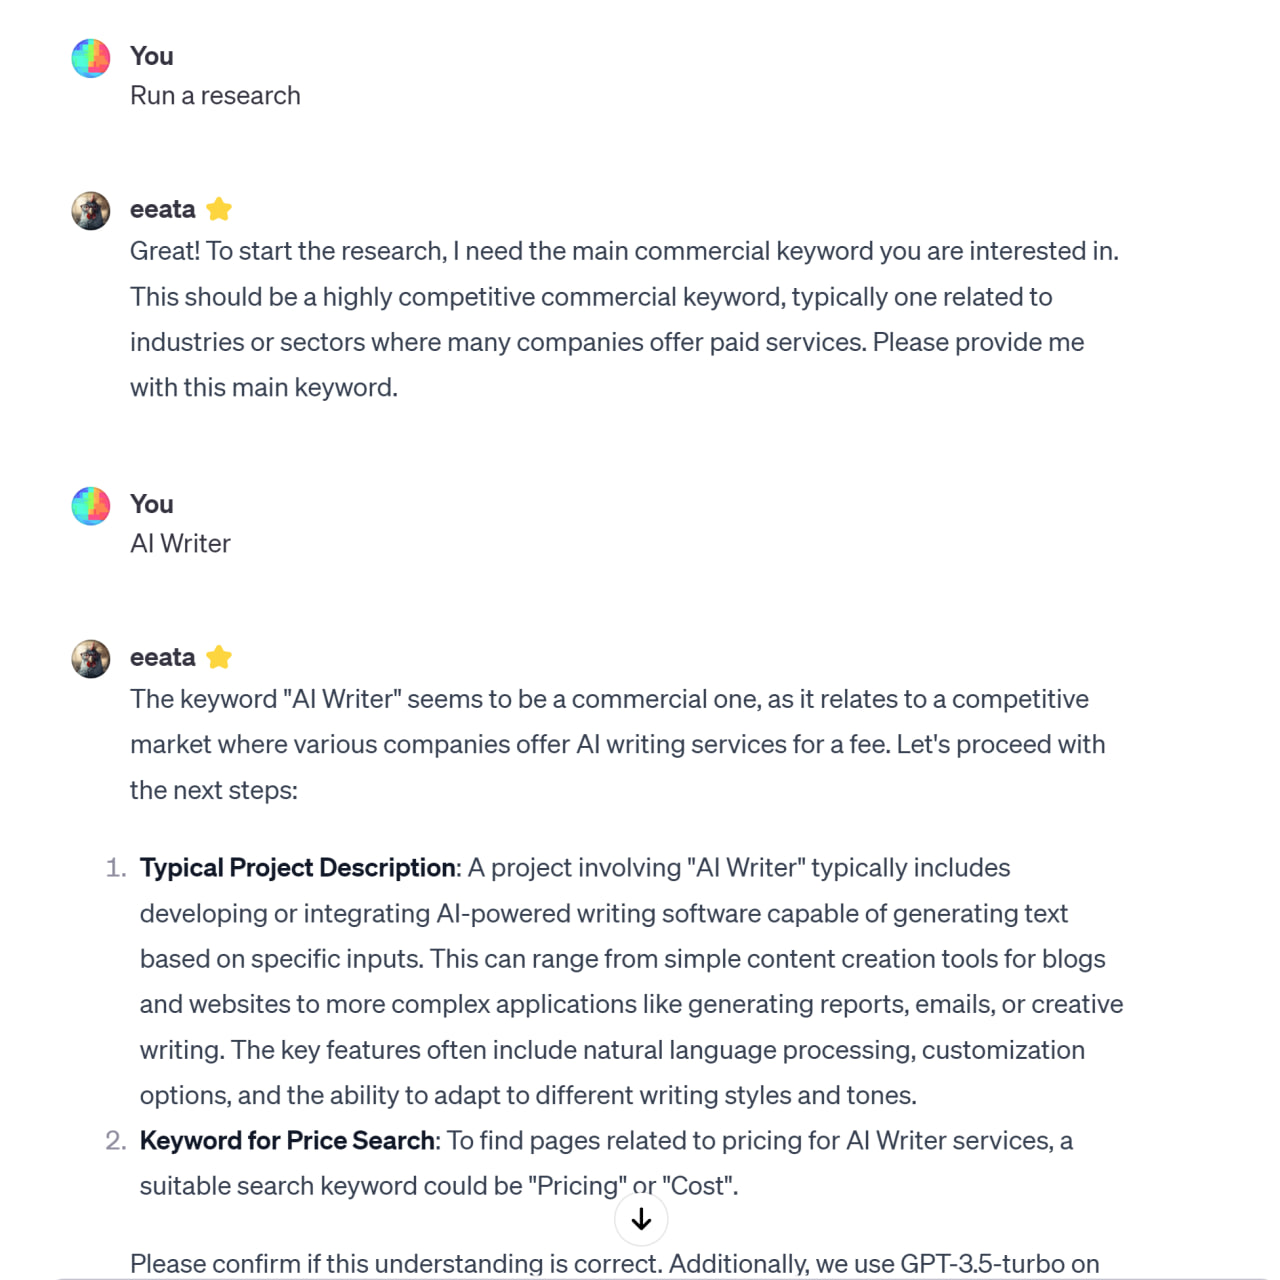 You
Run a research
eeata
Great! To start the research, I need the main commercial keyword you are interested in.
This should be a highly competitive commercial keyword, typically one related to
industries or sectors where many companies offer paid services. Please provide me
with this main keyword.
You
AI Writer
eeata
The keyword "AI Writer" seems to be a commercial one, as it relates to a competitive
market where various companies offer AI writing services for a fee. Let's proceed with
the next steps:
1. Typical Project Description: A project involving "AI Writer" typically includes
developing or integrating AI-powered writing software capable of generating text
based on specific inputs. This can range from simple content creation tools for blogs
and websites to more complex applications like generating reports, emails, or creative
writing. The key features often include natural language processing, customization
options, and the ability to adapt to different writing styles and tones.
2. Keyword for Price Search: To find pages related to pricing for AI Writer services, a
suitable search keyword could be "Pricing" or "Cost".
Please confirm if this understanding is correct. Additionally, we use GPT-3.5-turbo on